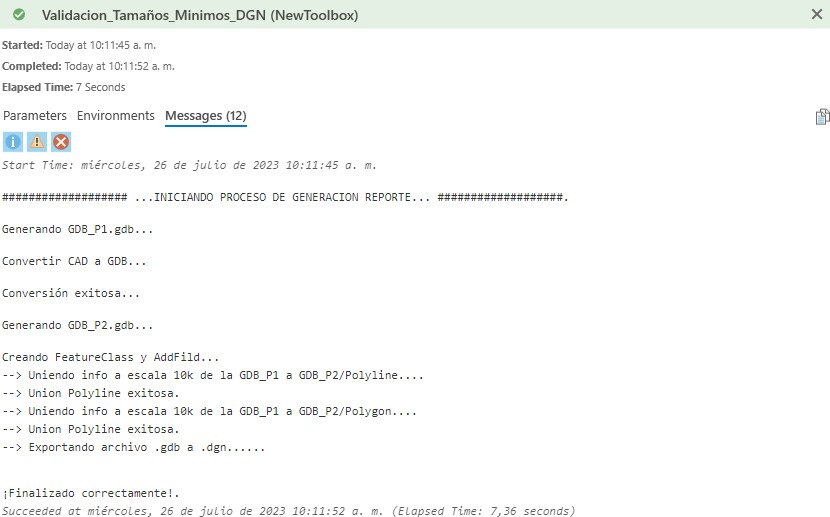 Validacion_Tamaños_Minimos_DGN (NewToolbox)
Started: Today at 10:11:45 a. m.
Completed: Today at 10:11:52 a. m.
Elapsed Time: 7 Seconds
Parameters Environments Messages (12)
Start Time: miércoles, 26 de julio de 2023 10:11:45 a. m.
################### ...INICIANDO PROCESO DE GENERACION REPORTE... ###################.
Generando GDB_P1.gdb...
Convertir CAD a GDB...
Conversión exitosa...
Generando GDB_P2.gdb...
Creando FeatureClass y AddFild...
--> Uniendo info a escala 10k de la GDB_P1 a GDB_P2/Polyline....
--> Union Polyline exitosa.
--> Uniendo info a escala 10k de la GDB_P1 a GDB_P2/Polygon....
--> Union Polyline exitosa.
--> Exportando archivo .gdb a .dgn......
¡Finalizado correctamente!.
Succeeded at miércoles, 26 de julio de 2023 10:11:52 a. m. (Elapsed Time: 7,36 seconds)